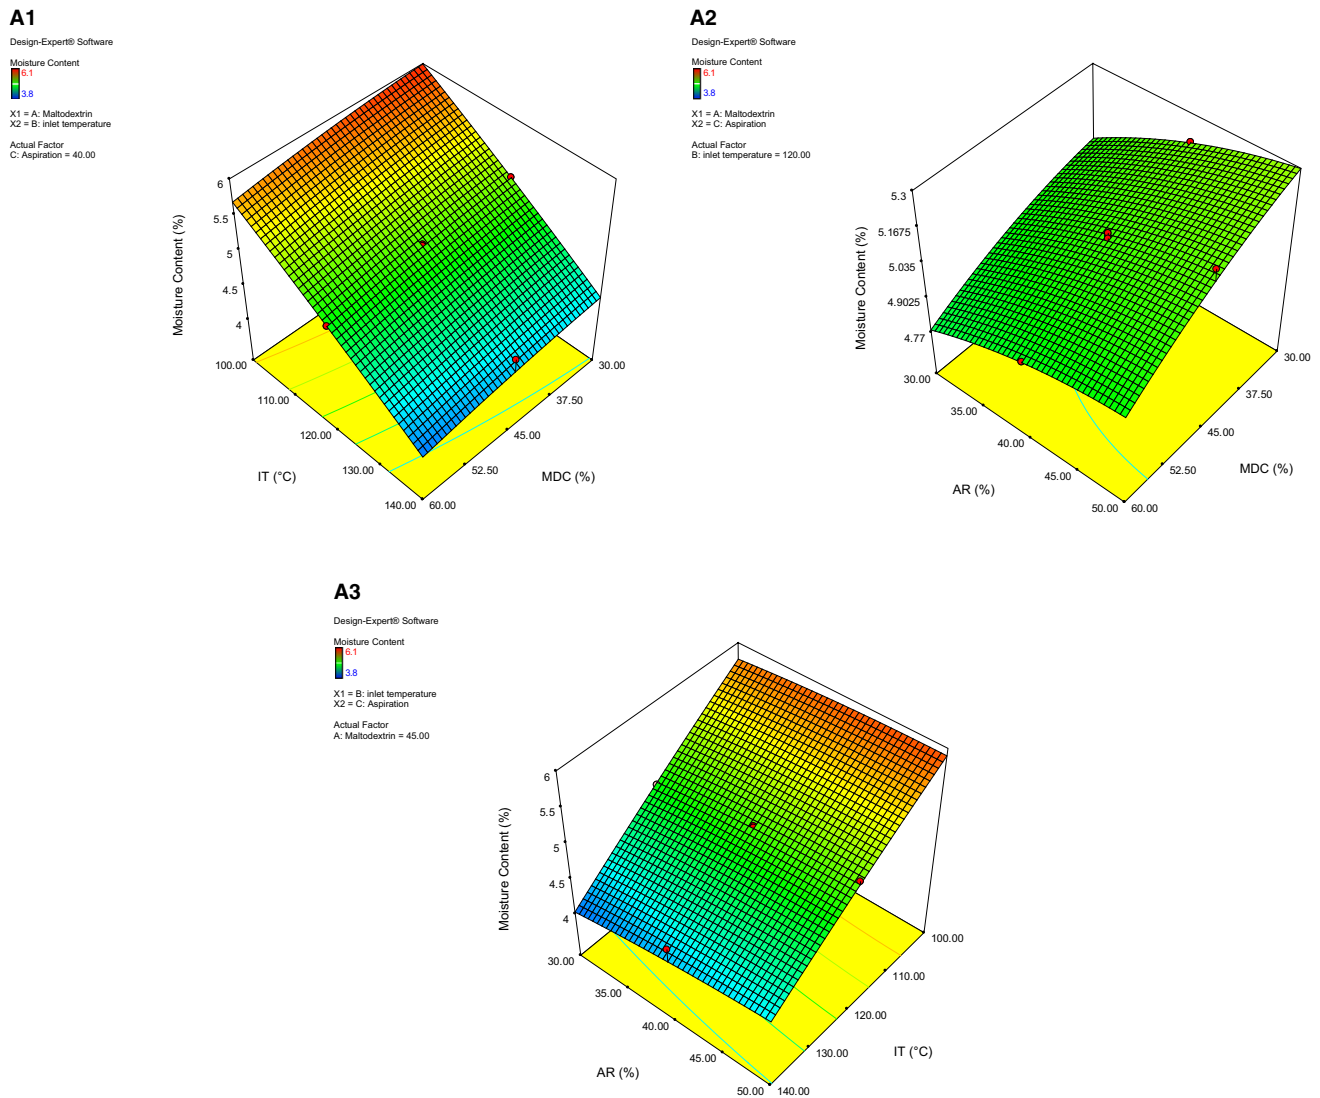 A1
Design-Expert® Software
Moisture Content
6.1
3.8
X1 = A: Maltodextrin
X2 = B: inlet temperature
Actual Factor
C: Aspiration = 40.00
6
5.5
5
4.5
4
Moisture Content (%)
100.00
110.00
120.00
130.00
140.00
IT (°C)
60.00
52.50
45.00
37.50
30.00
MDC (%)
A2
Design-Expert® Software
Moisture Content
6.1
3.8
X1 = A: Maltodextrin
X2 = C: Aspiration
Actual Factor
B: inlet temperature = 120.00
5.3
5.1675
5.035
4.9025
4.77
Moisture Content (%)
30.00
35.00
40.00
45.00
50.00
AR (%)
60.00
52.50
45.00
37.50
30.00
MDC (%)
A3
Design-Expert® Software
Moisture Content
6.1
3.8
X1 = B: inlet temperature
X2 = C: Aspiration
Actual Factor
A: Maltodextrin = 45.00
6
5.5
5
4.5
4
Moisture Content (%)
30.00
35.00
40.00
45.00
50.00
AR (%)
140.00
130.00
120.00
110.00
100.00
IT (°C)